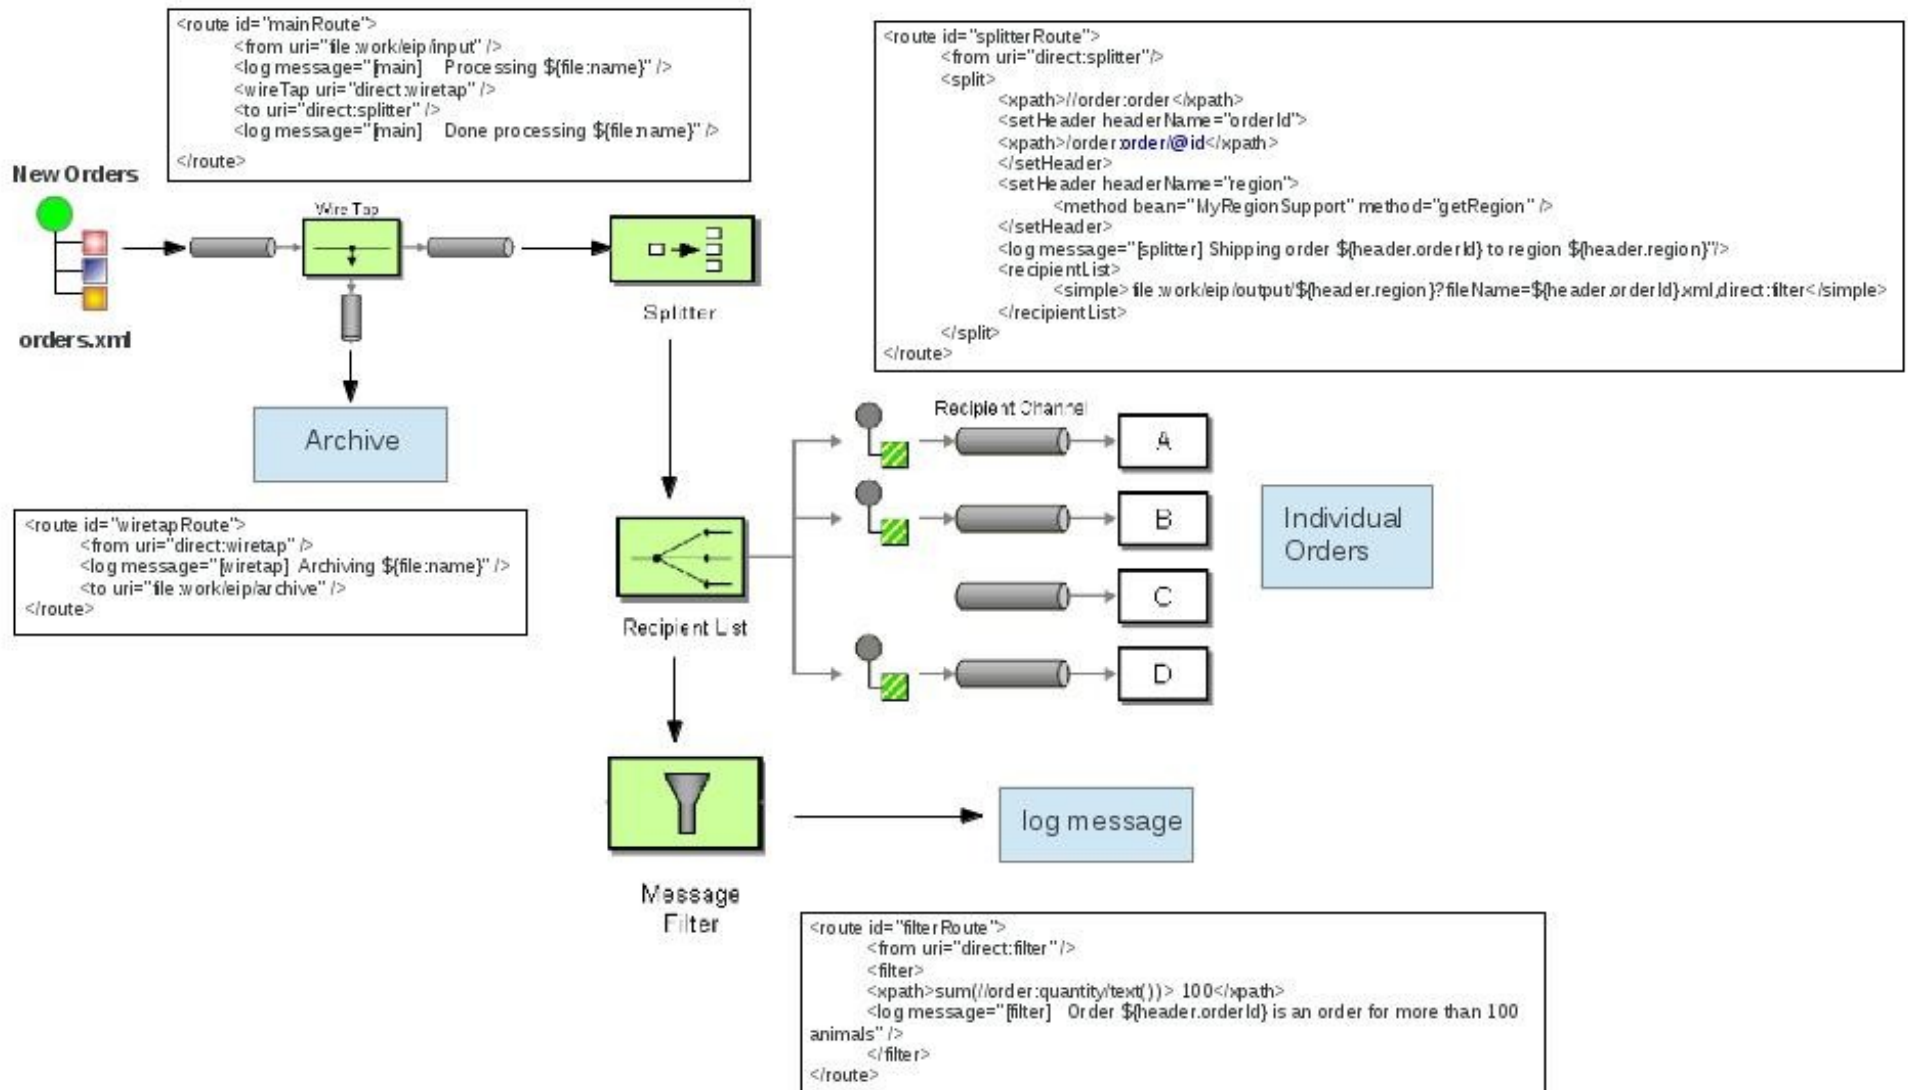 <route id="mainRoute">
<from uri="file:work/eip/input" />
<log message="[main] Processing ${file:name}" />
<wireTap uri="direct:wiretap" />
<to uri="direct:splitter" />
<log message="[main] Done processing ${file:name}" />
</route>
<route id="splitterRoute">
<from uri="direct:splitter"/>
<split>
<xpath>//order:order</xpath>
<setHeader headerName="orderId">
<xpath>/order:order/@id</xpath>
</setHeader>
<setHeader headerName="region">
<method bean="MyRegionSupport" method="getRegion" />
</setHeader>
<log message="[splitter] Shipping order ${header.orderId} to region ${header.region}"/>
<recipientList>
<simple>file:work/eip/output/${header.region}?fileName=${header.orderId}.xml,direct:filter</simple>
</recipientList>
</split>
</route>
New Orders
orders.xml
Wire Tap
Splitter
Archive
<route id="wiretapRoute">
<from uri="direct:wiretap" />
<log message="[wiretap] Archiving ${file:name}" />
<to uri="file:work/eip/archive" />
</route>
Recipient List
Recipient Channel
A
B
C
D
Individual
Orders
Message
Filter
log message
<route id="filterRoute">
<from uri="direct:filter" />
<filter>
<xpath>sum(//order:quantity/text())> 100</xpath>
<log message="[filter] Order ${header.orderId} is an order for more than 100
animals" />
</filter>
</route>